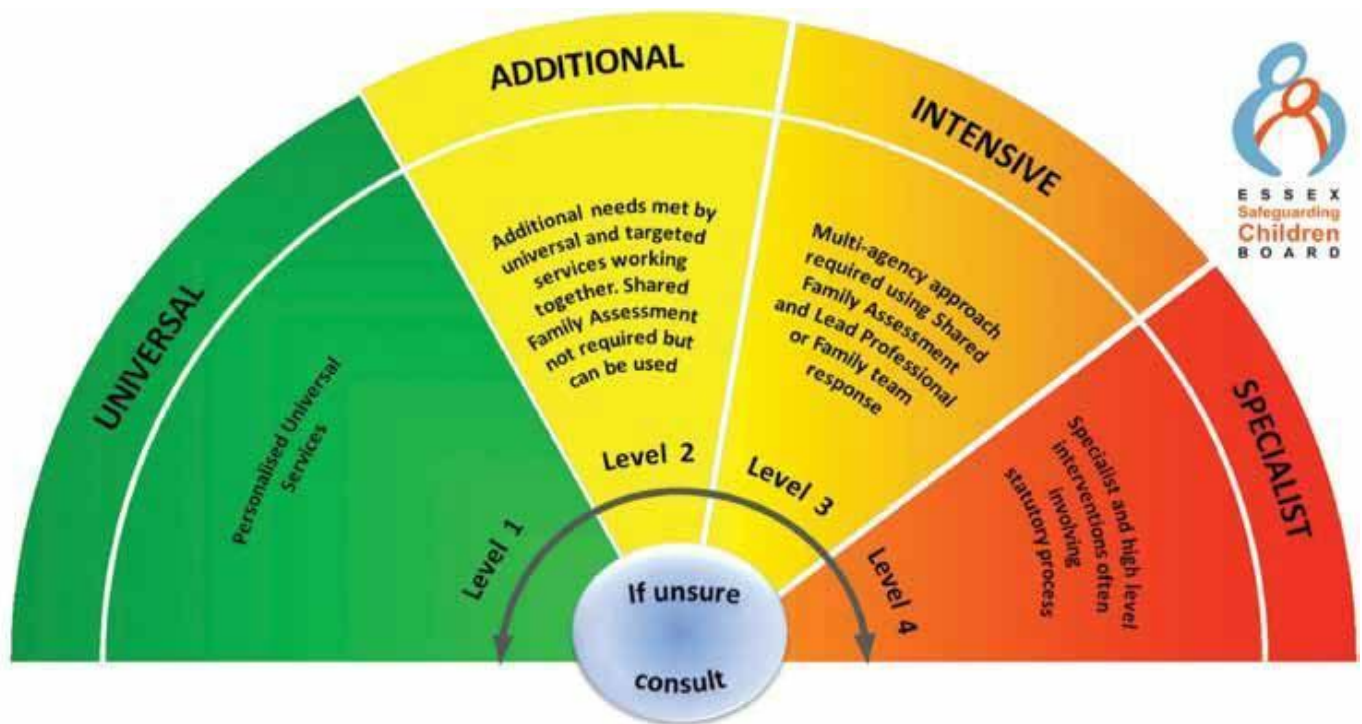 UNIVERSAL
Personalised Universal
Services
Level 1
ADDITIONAL
Additional needs met by
universal and targeted
services working
together. Shared
Family Assessment
not required but
can be used
Level 2
INTENSIVE
Multi-agency approach
required using Shared
Family Assessment
and Lead Professional
or Family team
response
Level 3
SPECIALIST
Specialist and high level
interventions often
involving
statutory process
Level 4
If unsure
consult
ESSEX
Safeguarding
Children
BOARD